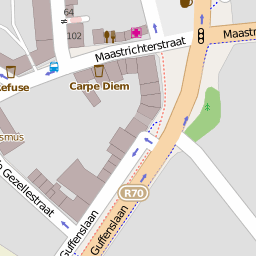 64
102
Maastrichterstraat
Maastr
Carpe Diem
efuse
smus
o Gezellestraat
R70
Guffenslaan
Guffenslaan